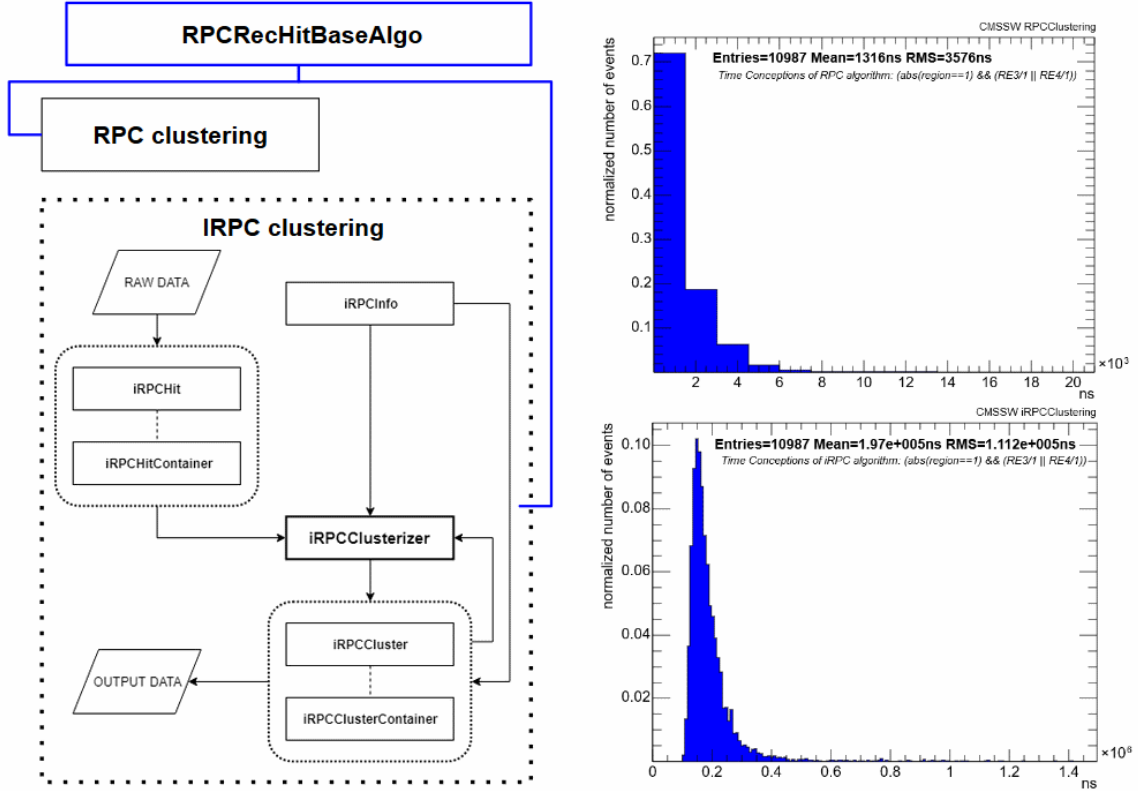 RPCRecHitBaseAlgo
RPC clustering
IRPC clustering
RAW DATA
iRPCInfo
iRPCHit
iRPCHitContainer
iRPCClusterizer
iRPCCluster
OUTPUT DATA
iRPCClusterContainer
CMSSW RPCClustering
Entries=10987 Mean=1316ns RMS=3576ns
Time Conceptions of RPC algorithm: (abs(region==1) && (RE3/1 || RE4/1))
normalized number of events
0.7
0.6
0.5
0.4
0.3
0.2
0.1
2 4 6 8 10 12 14 16 18 20
×10³
ns
CMSSW iRPCClustering
Entries=10987 Mean=1.97e+005ns RMS=1.112e+005ns
Time Conceptions of iRPC algorithm: (abs(region==1) && (RE3/1 || RE4/1))
normalized number of events
0.10
0.08
0.06
0.04
0.02
0 0.2 0.4 0.6 0.8 1 1.2 1.4
×10⁶
ns